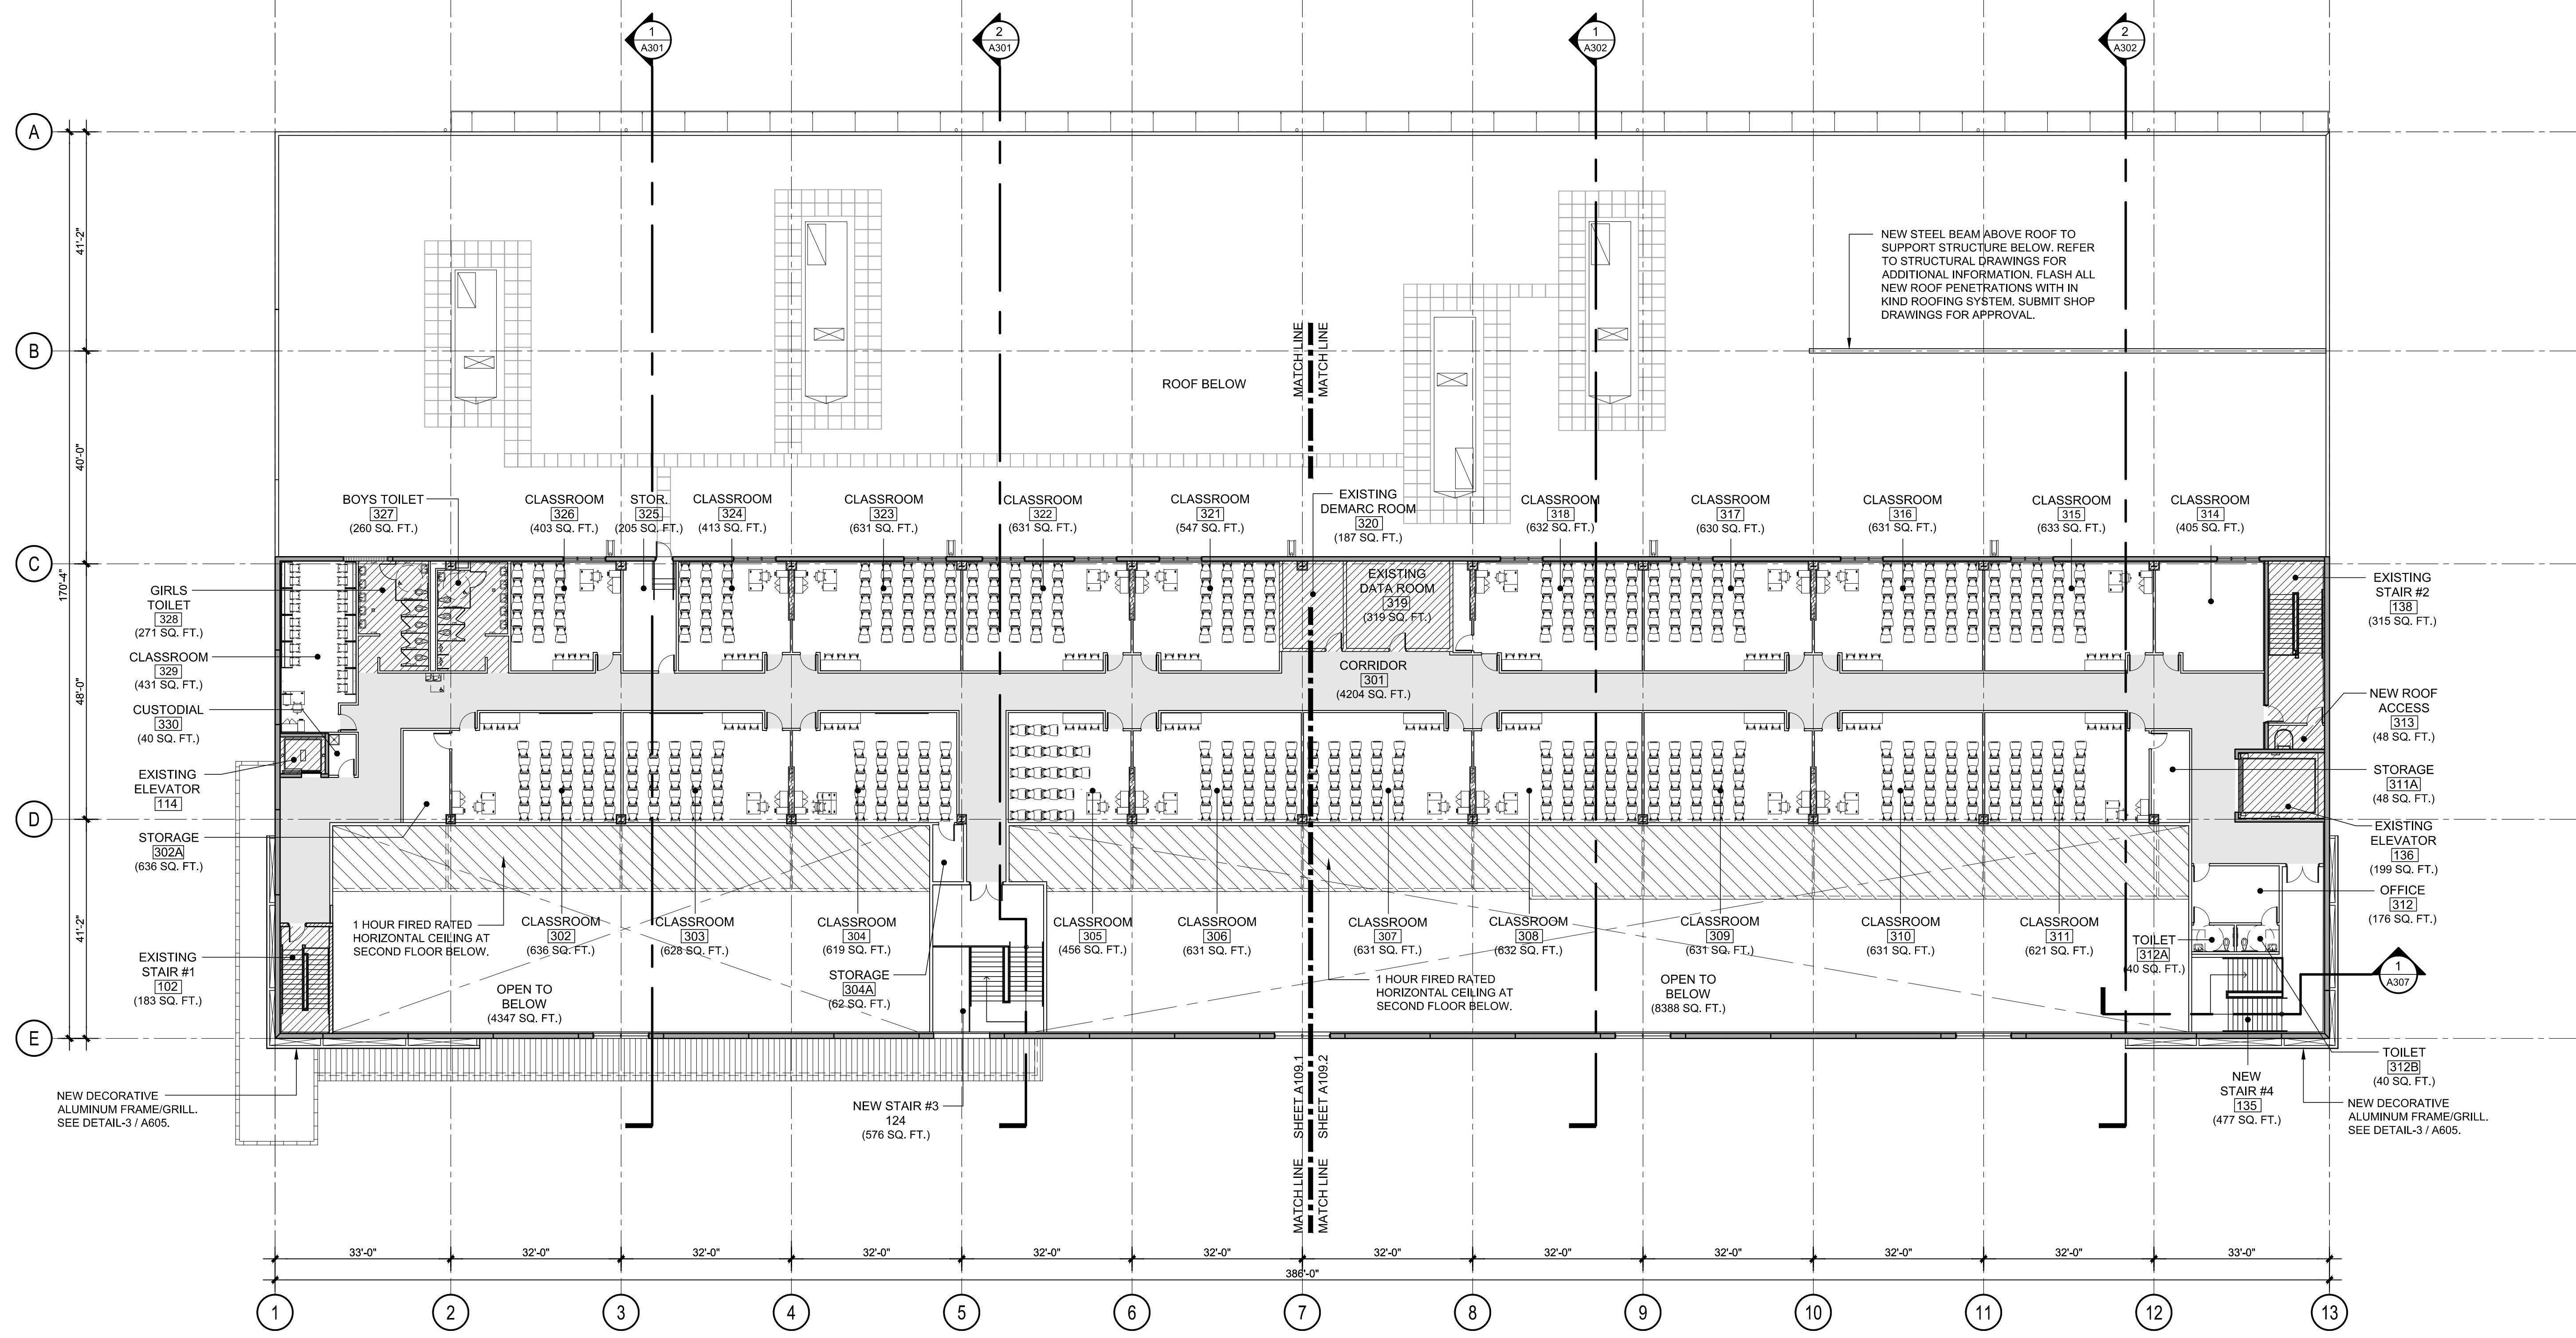 1
A301
2
A301
1
A302
2
A302
A
41'-2"
NEW STEEL BEAM ABOVE ROOF TO
SUPPORT STRUCTURE BELOW. REFER
TO STRUCTURAL DRAWINGS FOR
ADDITIONAL INFORMATION. FLASH ALL
NEW ROOF PENETRATIONS WITH IN
KIND ROOFING SYSTEM. SUBMIT SHOP
DRAWINGS FOR APPROVAL.
B
MATCH LINE
MATCH LINE
ROOF BELOW
40'-0"
BOYS TOILET
327
(260 SQ. FT.)
CLASSROOM
326
(403 SQ. FT.)
STOR.
325
(205 SQ. FT.)
CLASSROOM
324
(413 SQ. FT.)
CLASSROOM
323
(631 SQ. FT.)
CLASSROOM
322
(631 SQ. FT.)
CLASSROOM
321
(547 SQ. FT.)
EXISTING
DEMARC ROOM
320
(187 SQ. FT.)
CLASSROOM
318
(632 SQ. FT.)
CLASSROOM
317
(630 SQ. FT.)
CLASSROOM
316
(631 SQ. FT.)
CLASSROOM
315
(633 SQ. FT.)
CLASSROOM
314
(405 SQ. FT.)
C
170'-4"
48'-0"
GIRLS
TOILET
328
(271 SQ. FT.)
CLASSROOM
329
(431 SQ. FT.)
CUSTODIAL
330
(40 SQ. FT.)
EXISTING
ELEVATOR
114
STORAGE
302A
(636 SQ. FT.)
EXISTING
DATA ROOM
319
(319 SQ. FT.)
CORRIDOR
301
(4204 SQ. FT.)
EXISTING
STAIR #2
138
(315 SQ. FT.)
NEW ROOF
ACCESS
313
(48 SQ. FT.)
STORAGE
311A
(48 SQ. FT.)
EXISTING
ELEVATOR
136
(199 SQ. FT.)
OFFICE
312
(176 SQ. FT.)
D
41'-2"
1 HOUR FIRED RATED
HORIZONTAL CEILING AT
SECOND FLOOR BELOW.
CLASSROOM
302
(636 SQ. FT.)
CLASSROOM
303
(628 SQ. FT.)
CLASSROOM
304
(619 SQ. FT.)
CLASSROOM
305
(456 SQ. FT.)
CLASSROOM
306
(631 SQ. FT.)
CLASSROOM
307
(631 SQ. FT.)
CLASSROOM
308
(632 SQ. FT.)
CLASSROOM
309
(631 SQ. FT.)
CLASSROOM
310
(631 SQ. FT.)
CLASSROOM
311
(621 SQ. FT.)
TOILET
312A
(40 SQ. FT.)
EXISTING
STAIR #1
102
(183 SQ. FT.)
OPEN TO
BELOW
(4347 SQ. FT.)
STORAGE
304A
(62 SQ. FT.)
1 HOUR FIRED RATED
HORIZONTAL CEILING AT
SECOND FLOOR BELOW.
OPEN TO
BELOW
(8388 SQ. FT.)
1
A307
E
NEW DECORATIVE
ALUMINUM FRAME/GRILL.
SEE DETAIL-3 / A605.
NEW STAIR #3
124
(576 SQ. FT.)
SHEET A109.1
SHEET A109.2
MATCH LINE
MATCH LINE
NEW
STAIR #4
135
(477 SQ. FT.)
TOILET
312B
(40 SQ. FT.)
NEW DECORATIVE
ALUMINUM FRAME/GRILL.
SEE DETAIL-3 / A605.
33'-0" 32'-0" 32'-0" 32'-0" 32'-0" 32'-0" 32'-0" 32'-0" 32'-0" 32'-0" 32'-0" 33'-0"
386'-0"
1 2 3 4 5 6 7 8 9 10 11 12 13